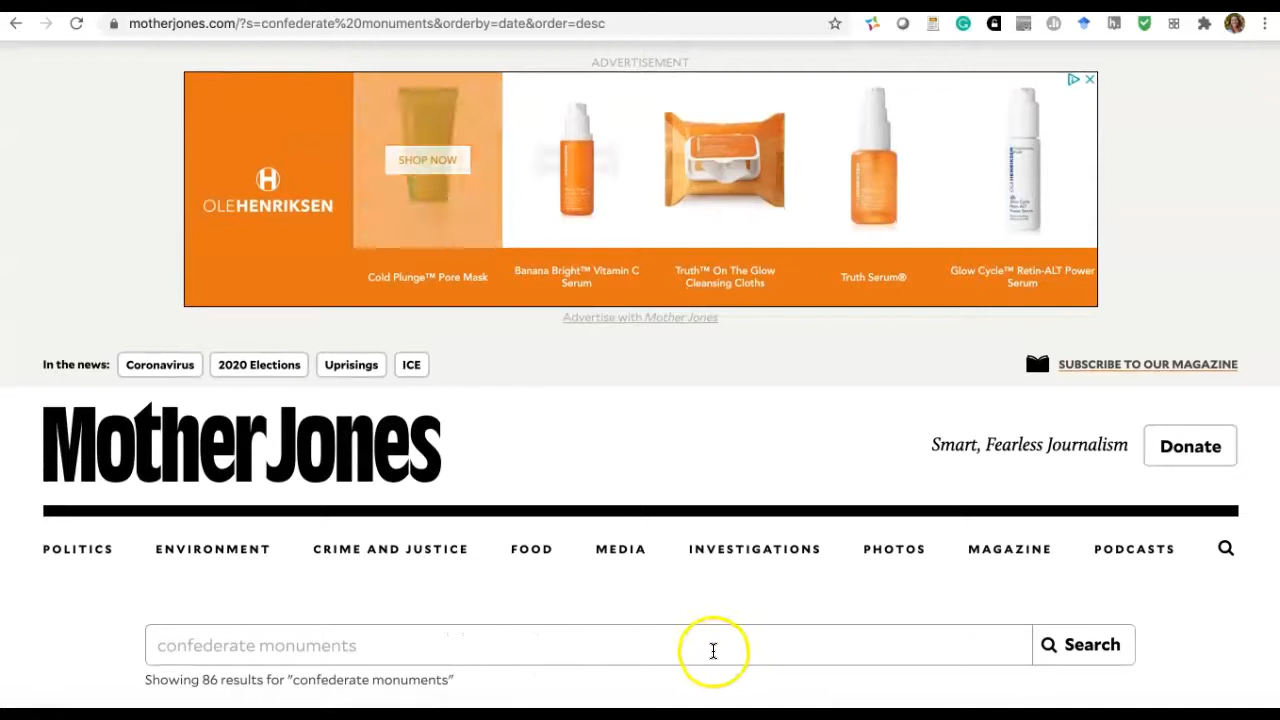 motherjones.com/?s=confederate%20monuments&orderby=date&order=desc
ADVERTISEMENT
OLEHENRIKSEN
SHOP NOW
Cold Plunge™ Pore Mask
Banana Bright™ Vitamin C
Serum
Truth™ On The Glow
Cleansing Cloths
Truth Serum®
Glow Cycle™ Retin-ALT Power
Serum
Advertise with Mother Jones
In the news: Coronavirus 2020 Elections Uprisings ICE
SUBSCRIBE TO OUR MAGAZINE
Mother Jones
Smart, Fearless Journalism
Donate
POLITICS ENVIRONMENT CRIME AND JUSTICE FOOD MEDIA INVESTIGATIONS PHOTOS MAGAZINE PODCASTS
confederate monuments
Search
Showing 86 results for "confederate monuments"